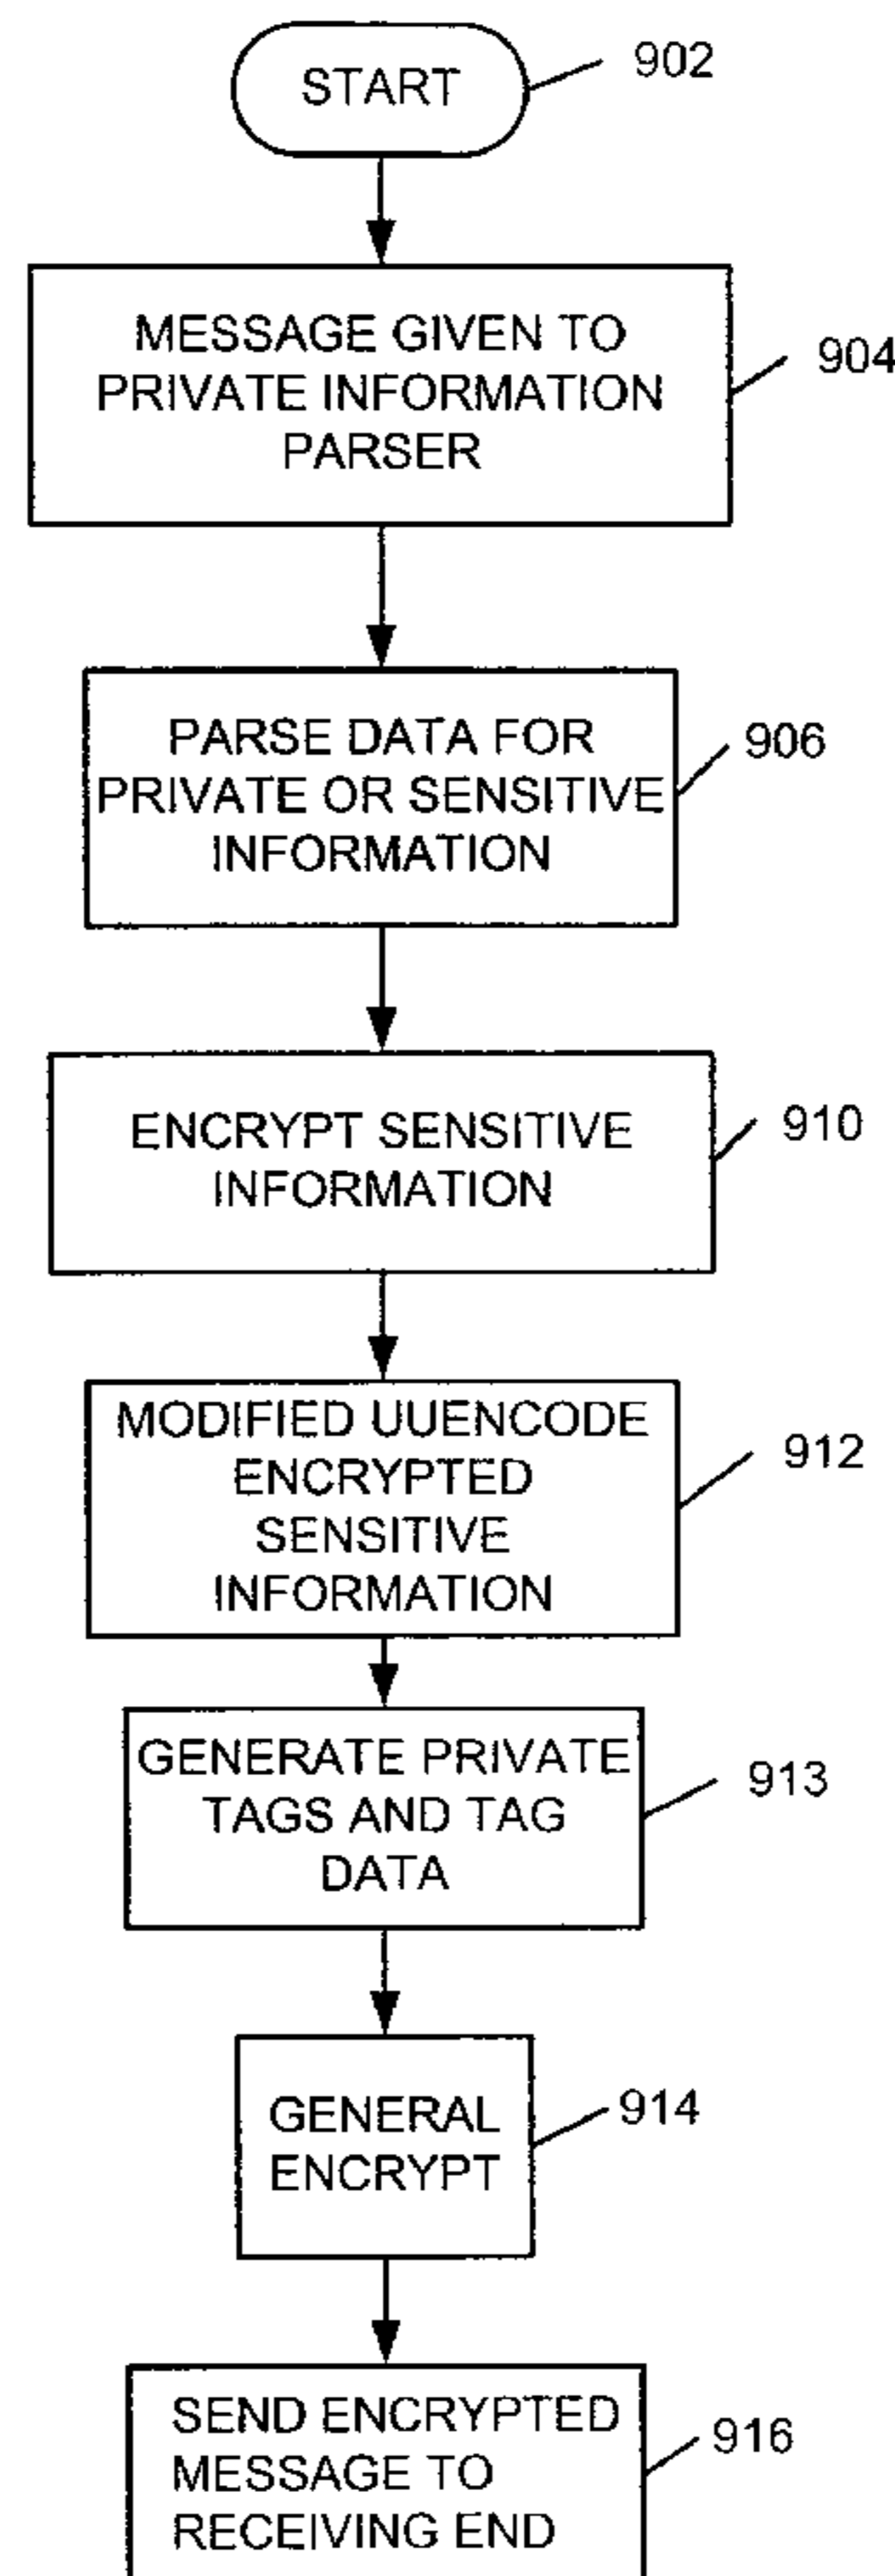 START
902
MESSAGE GIVEN TO
PRIVATE INFORMATION
PARSER
904
PARSE DATA FOR
PRIVATE OR SENSITIVE
INFORMATION
906
ENCRYPT SENSITIVE
INFORMATION
910
MODIFIED UUENCODE
ENCRYPTED
SENSITIVE
INFORMATION
912
GENERATE PRIVATE
TAGS AND TAG
DATA
913
GENERAL
ENCRYPT
914
SEND ENCRYPTED
MESSAGE TO
RECEIVING END
916